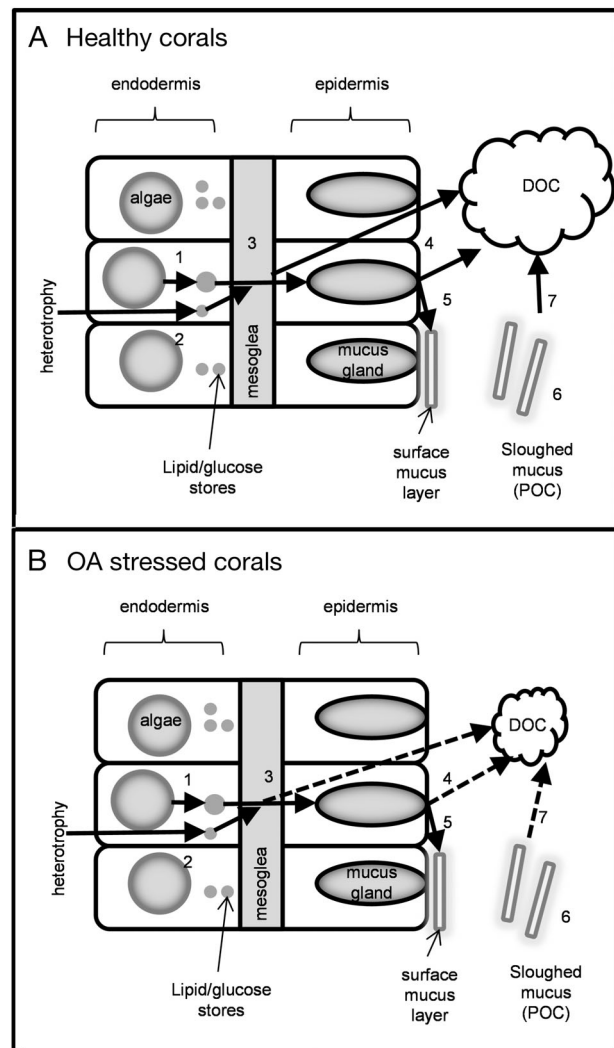 A Healthy corals
endodermis
epidermis
algae
DOC
1
3
4
heterotrophy
5
7
2
mesoglea
mucus
gland
6
Lipid/glucose
stores
surface
mucus
layer
Sloughed
mucus
(POC)
B OA stressed corals
endodermis
epidermis
algae
DOC
1
3
4
heterotrophy
5
7
2
mesoglea
mucus
gland
6
Lipid/glucose
stores
surface
mucus
layer
Sloughed
mucus
(POC)